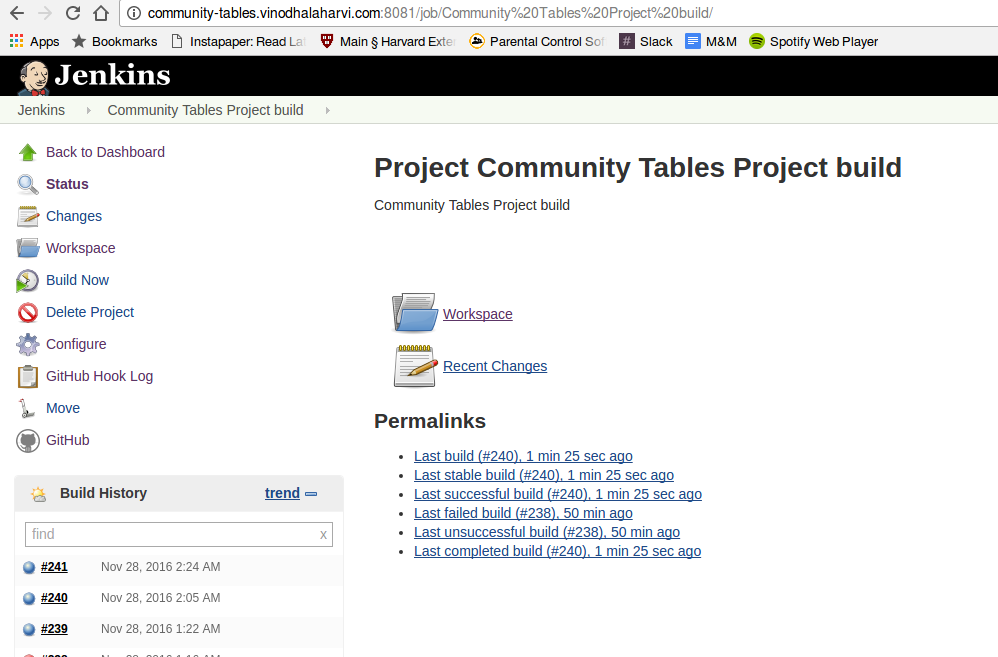 community-tables.vinodhalaharvi.com:8081/job/Community%20Tables%20Project%20build/
Apps Bookmarks Instapaper: Read Lat Main § Harvard Exte Parental Control Sof # Slack M&M Spotify Web Player
Jenkins
Jenkins Community Tables Project build
Back to Dashboard
Status
Changes
Workspace
Build Now
Delete Project
Configure
GitHub Hook Log
Move
GitHub
Build History trend
find x
#241 Nov 28, 2016 2:24 AM
#240 Nov 28, 2016 2:05 AM
#239 Nov 28, 2016 1:22 AM
Project Community Tables Project build
Community Tables Project build
Workspace
Recent Changes
Permalinks
Last build (#240), 1 min 25 sec ago
Last stable build (#240), 1 min 25 sec ago
Last successful build (#240), 1 min 25 sec ago
Last failed build (#238), 50 min ago
Last unsuccessful build (#238), 50 min ago
Last completed build (#240), 1 min 25 sec ago